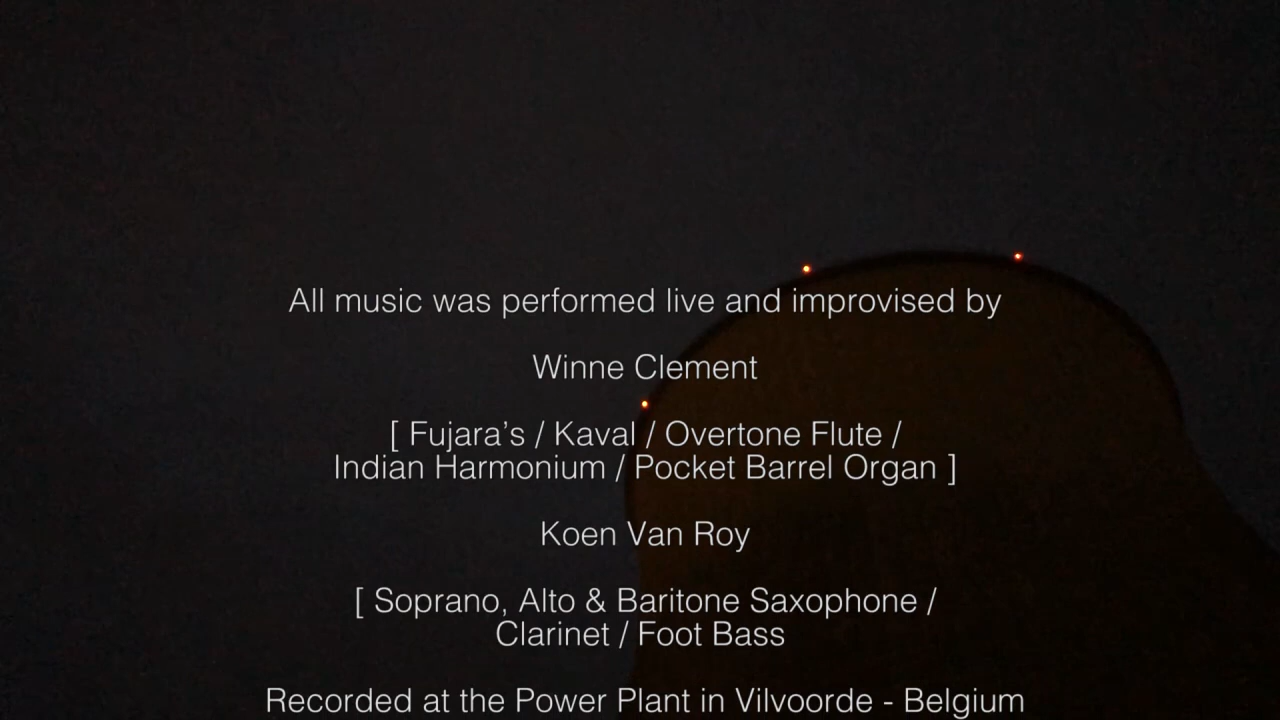 All music was performed live and improvised by
Winne Clement
[ Fujara’s / Kaval / Overtone Flute /
Indian Harmonium / Pocket Barrel Organ ]
Koen Van Roy
[ Soprano, Alto & Baritone Saxophone /
Clarinet / Foot Bass
Recorded at the Power Plant in Vilvoorde - Belgium